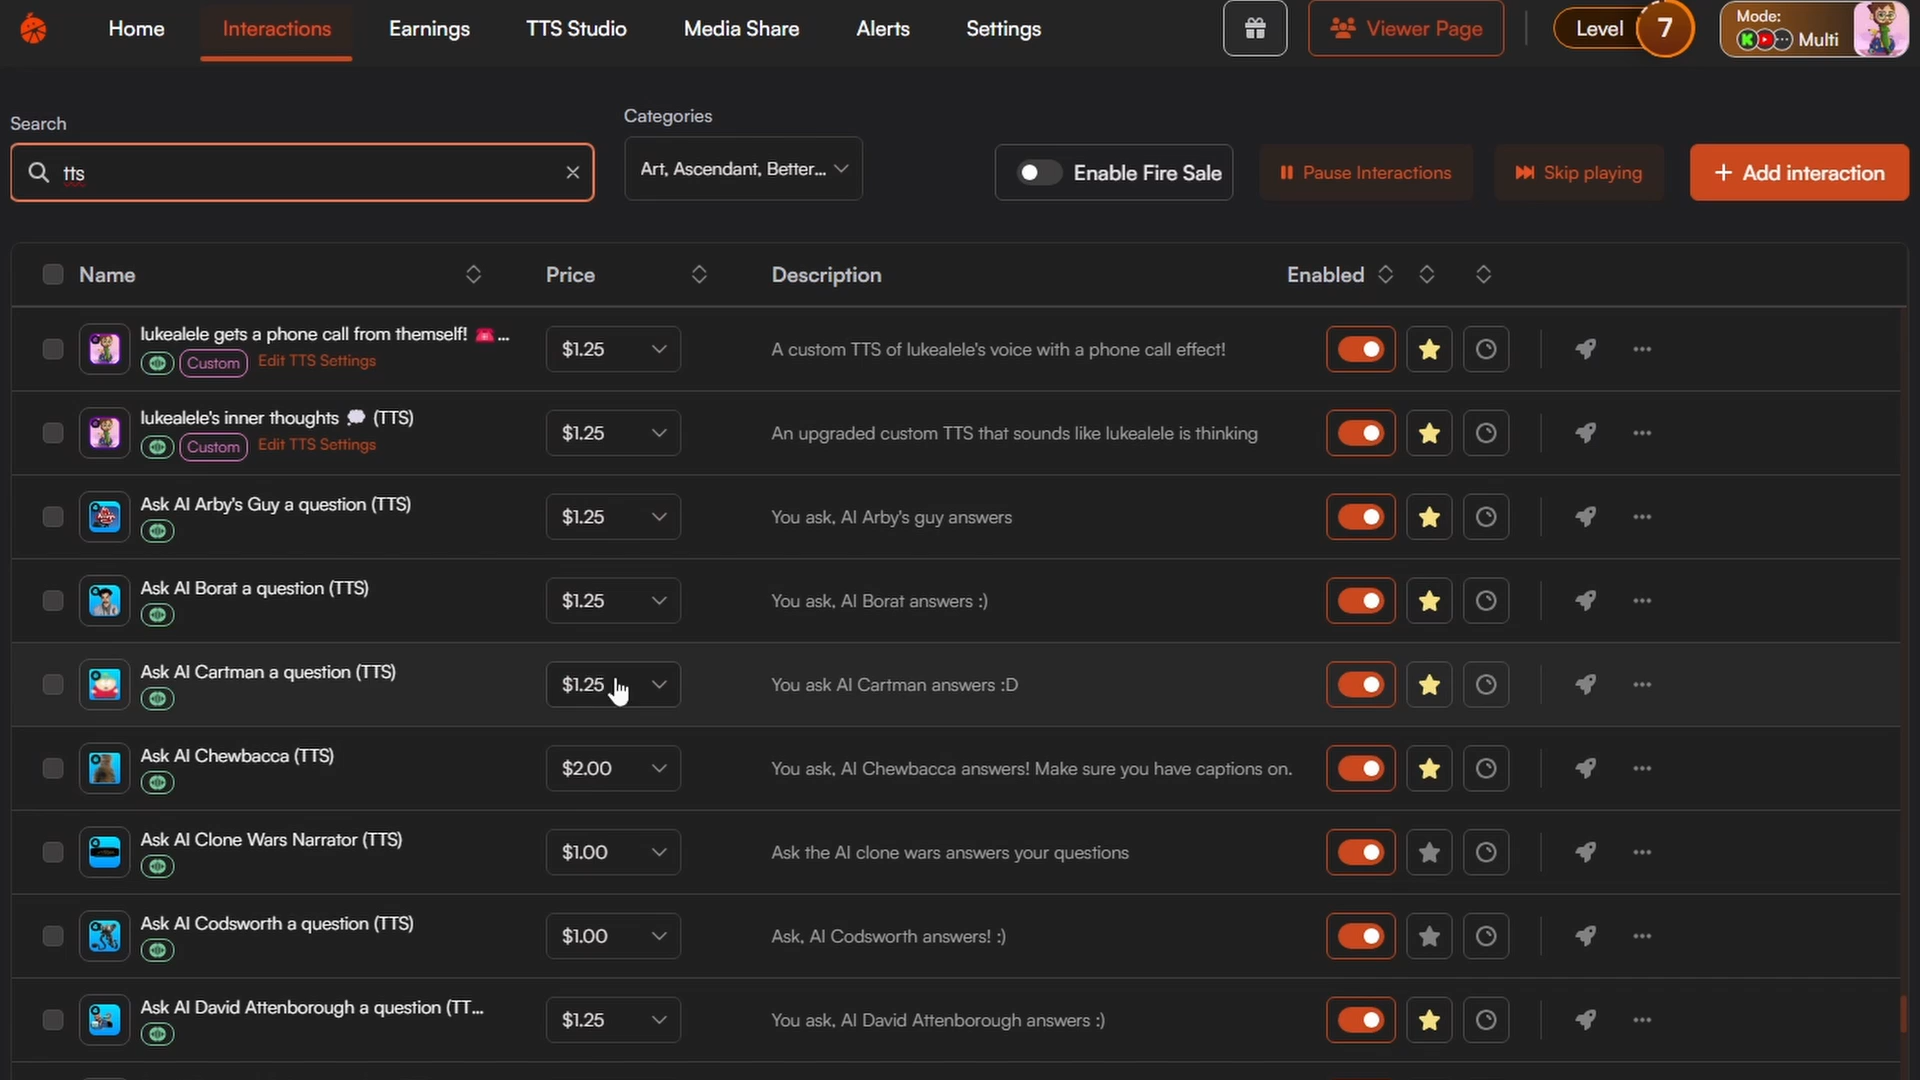 Home
Interactions
Earnings
TTS Studio
Media Share
Alerts
Settings
Viewer Page
Level 7
Mode:
Multi
Search
tts
Categories
Art, Ascendant, Better...
Enable Fire Sale
Pause Interactions
Skip playing
+ Add interaction
Name
Price
Description
Enabled
lukealele gets a phone call from themself! ☎️ ...
Custom
Edit TTS Settings
$1.25
A custom TTS of lukealele's voice with a phone call effect!
lukealele's inner thoughts 💭 (TTS)
Custom
Edit TTS Settings
$1.25
An upgraded custom TTS that sounds like lukealele is thinking
Ask AI Arby's Guy a question (TTS)
$1.25
You ask, AI Arby's guy answers
Ask AI Borat a question (TTS)
$1.25
You ask, AI Borat answers :)
Ask AI Cartman a question (TTS)
$1.25
You ask AI Cartman answers :D
Ask AI Chewbacca (TTS)
$2.00
You ask, AI Chewbacca answers! Make sure you have captions on.
Ask AI Clone Wars Narrator (TTS)
$1.00
Ask the AI clone wars answers your questions
Ask AI Codsworth a question (TTS)
$1.00
Ask, AI Codsworth answers! :)
Ask AI David Attenborough a question (TT...
$1.25
You ask, AI David Attenborough answers :)